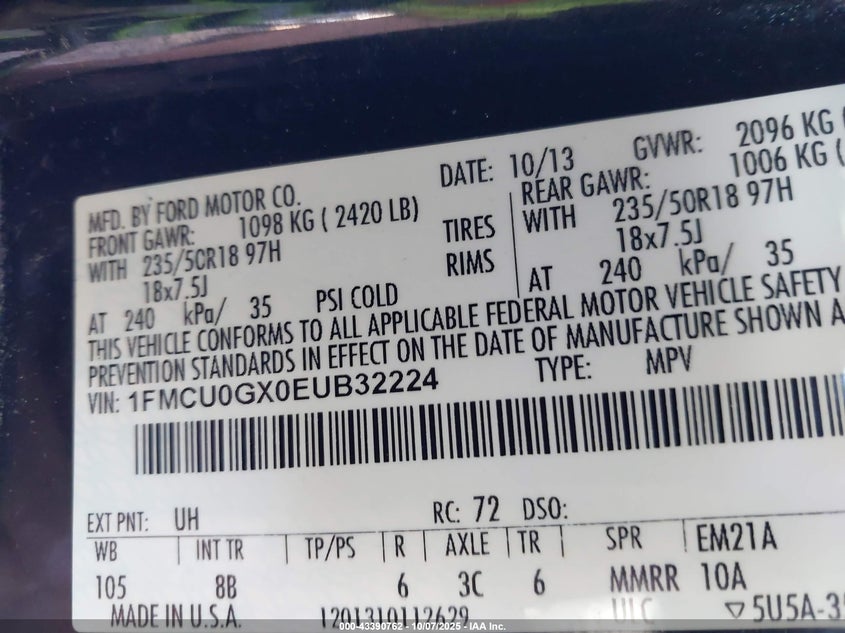 MFD. BY FORD MOTOR CO.
DATE: 10/13
GVWR: 2096 KG (
FRONT GAWR: 1098 KG ( 2420 LB)
REAR GAWR: 1006 KG (
WITH 235/50R18 97H
TIRES
WITH 235/50R18 97H
18x7.5J
RIMS
18x7.5J
AT 240 kPa/ 35 PSI COLD
AT 240 kPa/ 35
THIS VEHICLE CONFORMS TO ALL APPLICABLE FEDERAL MOTOR VEHICLE SAFETY
PREVENTION STANDARDS IN EFFECT ON THE DATE OF MANUFACTURE SHOWN A
VIN: 1FMCU0GX0EUB32224
TYPE: MPV
EXT PNT: UH
RC: 72 DSO:
WB INT TR TP/PS R AXLE TR SPR EM21A
105 8B 6 3C 6 MMRR 10A
MADE IN U.S.A. 1201310112629 ULC ▽ 5U5A-35
000-43390762 - 10/07/2025 - IAA Inc.